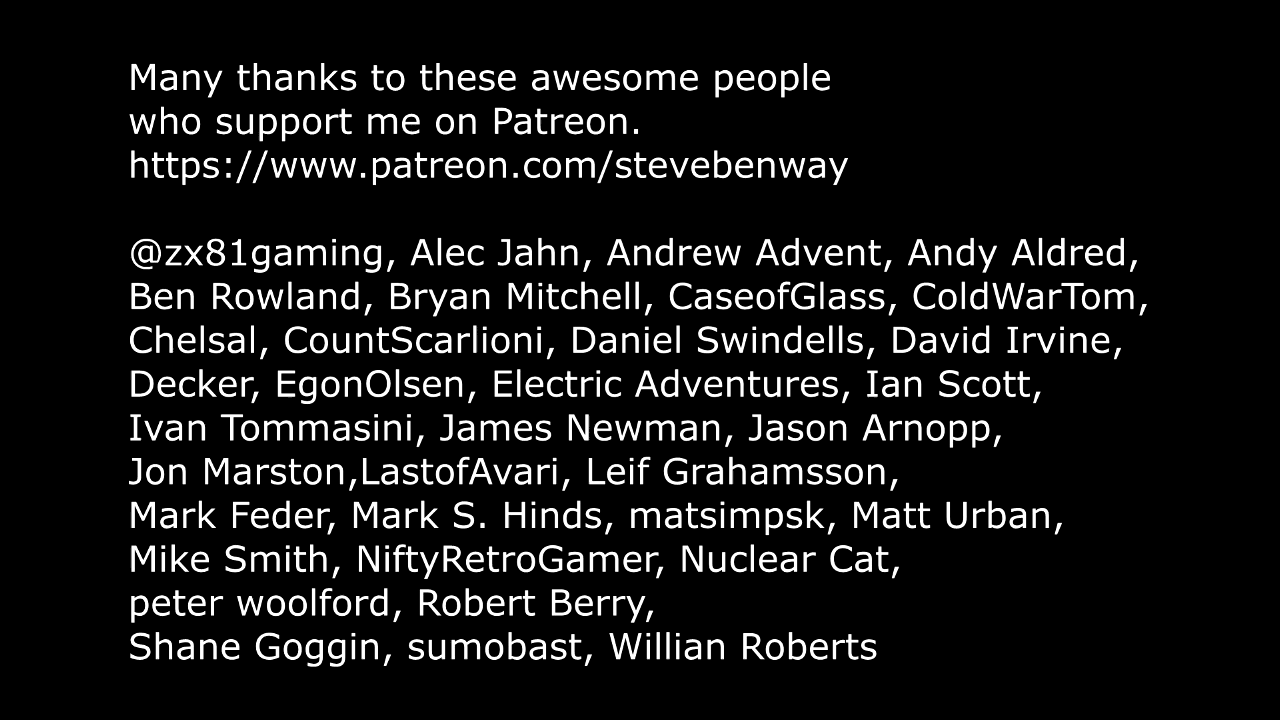 Many thanks to these awesome people
who support me on Patreon.
https://www.patreon.com/stevebenway
@zx81gaming, Alec Jahn, Andrew Advent, Andy Aldred,
Ben Rowland, Bryan Mitchell, CaseofGlass, ColdWarTom,
Chelsal, CountScarlioni, Daniel Swindells, David Irvine,
Decker, EgonOlsen, Electric Adventures, Ian Scott,
Ivan Tommasini, James Newman, Jason Arnopp,
Jon Marston,LastofAvari, Leif Grahamsson,
Mark Feder, Mark S. Hinds, matsimpsk, Matt Urban,
Mike Smith, NiftyRetroGamer, Nuclear Cat,
peter woolford, Robert Berry,
Shane Goggin, sumobast, Willian Roberts